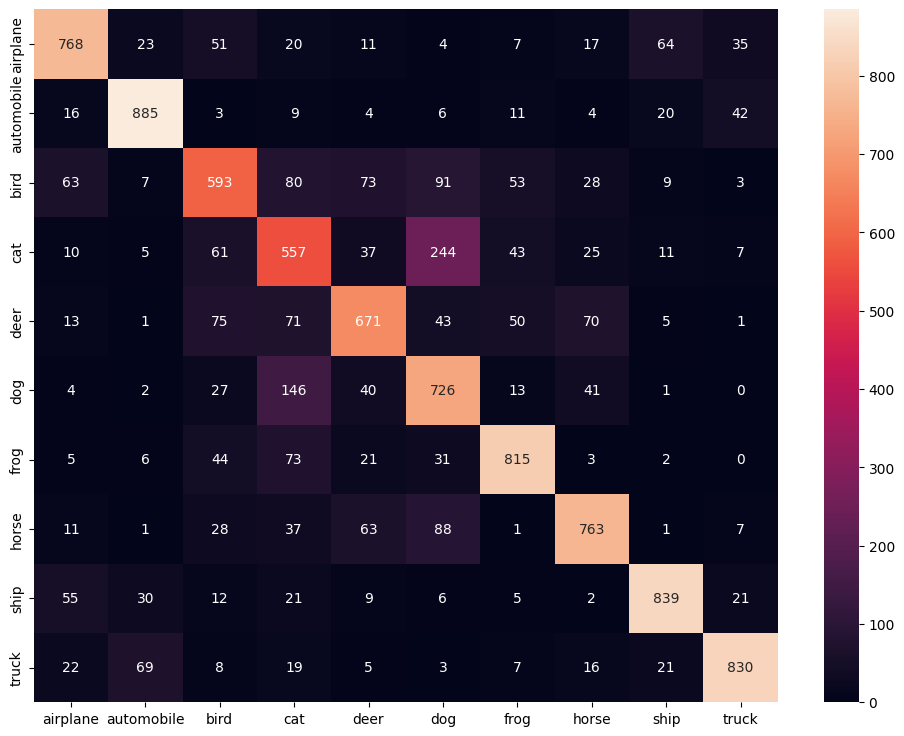 airplane 768 23 51 20 11 4 7 17 64 35
automobile 16 885 3 9 4 6 11 4 20 42
bird 63 7 593 80 73 91 53 28 9 3
cat 10 5 61 557 37 244 43 25 11 7
deer 13 1 75 71 671 43 50 70 5 1
dog 4 2 27 146 40 726 13 41 1 0
frog 5 6 44 73 21 31 815 3 2 0
horse 11 1 28 37 63 88 1 763 1 7
ship 55 30 12 21 9 6 5 2 839 21
truck 22 69 8 19 5 3 7 16 21 830
airplane automobile bird cat deer dog frog horse ship truck
800
700
600
500
400
300
200
100
0